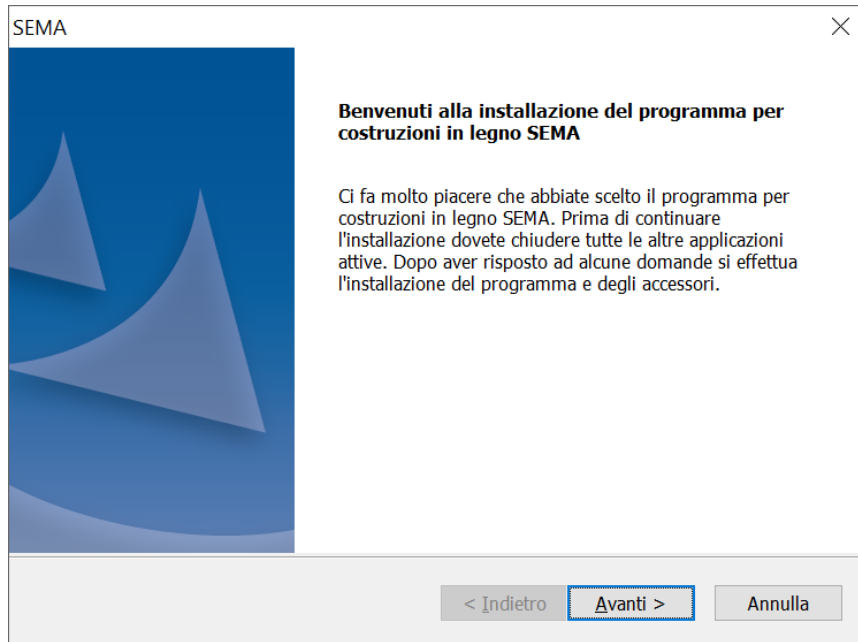 SEMA
Benvenuti alla installazione del programma per
costruzioni in legno SEMA
Ci fa molto piacere che abbiate scelto il programma per
costruzioni in legno SEMA. Prima di continuare
l'installazione dovete chiudere tutte le altre applicazioni
attive. Dopo aver risposto ad alcune domande si effettua
l'installazione del programma e degli accessori.
< Indietro Avanti > Annulla